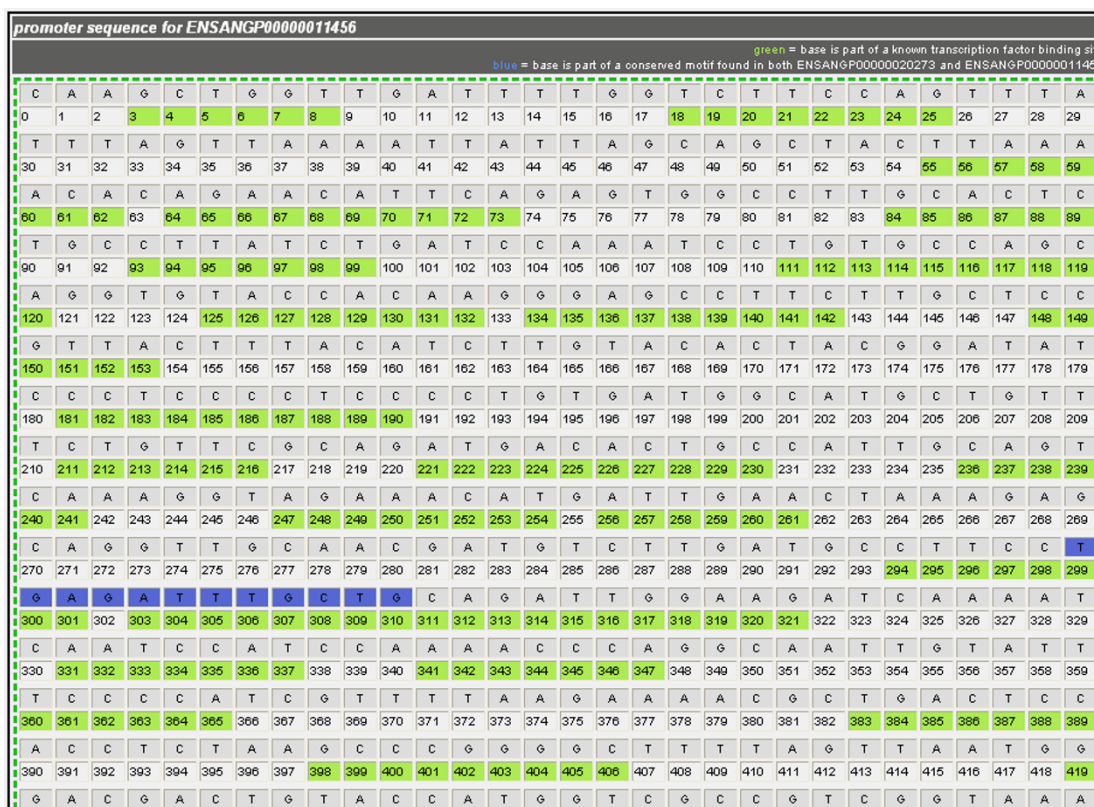 promoter sequence for ENSANGP00000011456
green = base is part of a known transcription factor binding si
blue = base is part of a conserved motif found in both ENSANGP00000020273 and ENSANGP0000001145
C A A G C T G G T T G A T T T T G G T C T T C C A G T T T A
0 1 2 3 4 5 6 7 8 9 10 11 12 13 14 15 16 17 18 19 20 21 22 23 24 25 26 27 28 29
T T T A G T T A A A T T A T T A G C A G C T A C T T A A A
30 31 32 33 34 35 36 37 38 39 40 41 42 43 44 45 46 47 48 49 50 51 52 53 54 55 56 57 58 59
A C A C A G A A C A T T C A G A G T G G C C T T G C A C T C
60 61 62 63 64 65 66 67 68 69 70 71 72 73 74 75 76 77 78 79 80 81 82 83 84 85 86 87 88 89
T G C C T T A T C T G A T C C A A A T C C T G T G C C A G C
90 91 92 93 94 95 96 97 98 99 100 101 102 103 104 105 106 107 108 109 110 111 112 113 114 115 116 117 118 119
A G G T G T A C C A C A A G G G A G C C T T C T T G C T C C
120 121 122 123 124 125 126 127 128 129 130 131 132 133 134 135 136 137 138 139 140 141 142 143 144 145 146 147 148 149
G T T A C T T T A C A T C T T G T A C A C T A C G G A T A T
150 151 152 153 154 155 156 157 158 159 160 161 162 163 164 165 166 167 168 169 170 171 172 173 174 175 176 177 178 179
C C C T C C C T C C C C T G T G A T G G C A T G C T G T T
180 181 182 183 184 185 186 187 188 189 190 191 192 193 194 195 196 197 198 199 200 201 202 203 204 205 206 207 208 209
T C T G T T C G C A G A T G A C A C T G C C A T T G C A G T
210 211 212 213 214 215 216 217 218 219 220 221 222 223 224 225 226 227 228 229 230 231 232 233 234 235 236 237 238 239
C A A A G G T A G A A A C A T G A T T G A A C T A A A G A G
240 241 242 243 244 245 246 247 248 249 250 251 252 253 254 255 256 257 258 259 260 261 262 263 264 265 266 267 268 269
C A G G T T G C A A C G A T G T C T T G A T G C C T T C C T
270 271 272 273 274 275 276 277 278 279 280 281 282 283 284 285 286 287 288 289 290 291 292 293 294 295 296 297 298 299
G A G A T T T G C T G C A G A T T G G A A G A T C A A A A T
300 301 302 303 304 305 306 307 308 309 310 311 312 313 314 315 316 317 318 319 320 321 322 323 324 325 326 327 328 329
C A A T C C A T C C A A A C C C A G G C A A T T G T A T T
330 331 332 333 334 335 336 337 338 339 340 341 342 343 344 345 346 347 348 349 350 351 352 353 354 355 356 357 358 359
T C C C C A T C G T T T T A A G A A A A C G C T G A C T C C
360 361 362 363 364 365 366 367 368 369 370 371 372 373 374 375 376 377 378 379 380 381 382 383 384 385 386 387 388 389
A C C T C T A A G C C C G G G G C T T T T A G T T A A T G G
390 391 392 393 394 395 396 397 398 399 400 401 402 403 404 405 406 407 408 409 410 411 412 413 414 415 416 417 418 419
G A C G A C T G T A C C A T G G T C G C C G T C G G T A A A